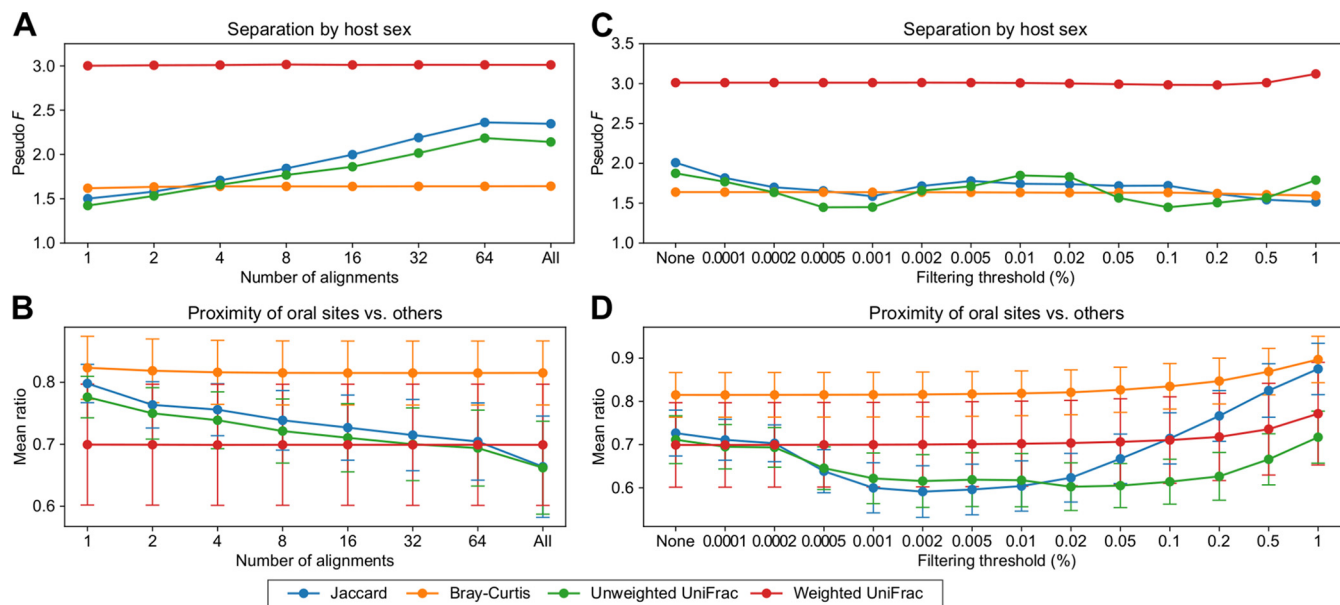 A
Separation by host sex
Pseudo F
3.0
2.5
2.0
1.5
1.0
1 2 4 8 16 32 64 All
Number of alignments
B
Proximity of oral sites vs. others
Mean ratio
0.8
0.7
0.6
1 2 4 8 16 32 64 All
Number of alignments
C
Separation by host sex
Pseudo F
3.5
3.0
2.5
2.0
1.5
1.0
None 0.0001 0.0002 0.0005 0.001 0.002 0.005 0.01 0.02 0.05 0.1 0.2 0.5 1
Filtering threshold (%)
D
Proximity of oral sites vs. others
Mean ratio
0.9
0.8
0.7
0.6
None 0.0001 0.0002 0.0005 0.001 0.002 0.005 0.01 0.02 0.05 0.1 0.2 0.5 1
Filtering threshold (%)
Jaccard Bray-Curtis Unweighted UniFrac Weighted UniFrac